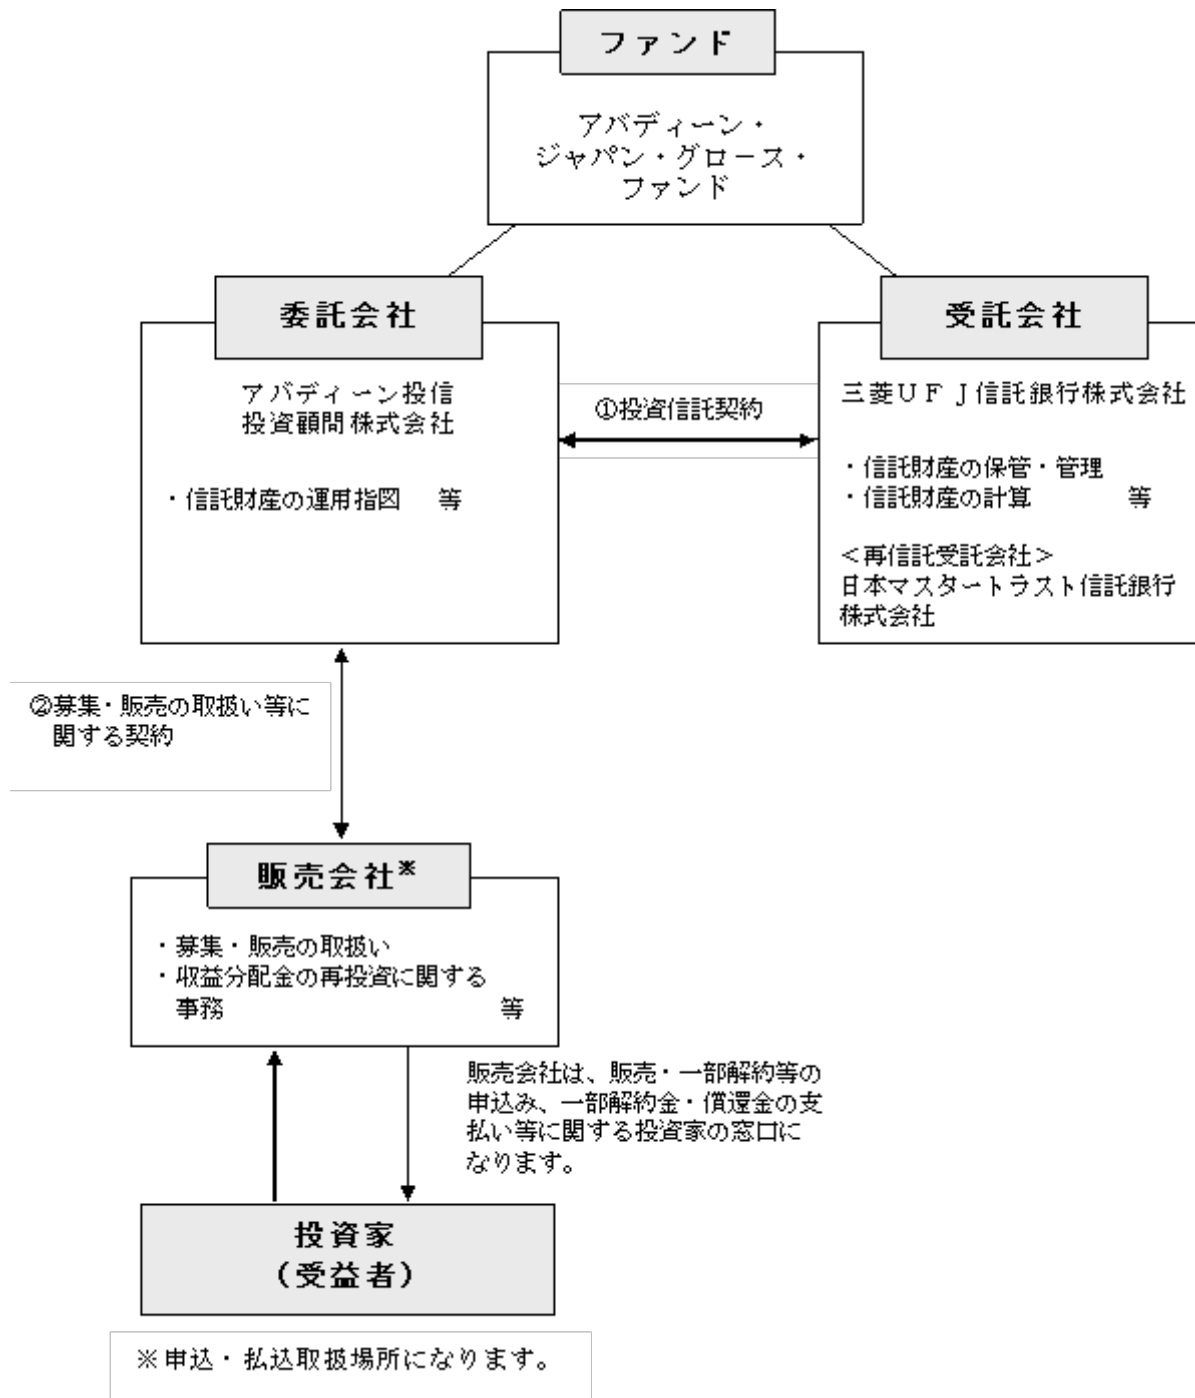 ファンド
アバディーン・
ジャパン・グロース・
ファンド
委託会社
アバディーン投信
投資顧問株式会社
・信託財産の運用指図　等
①投資信託契約
受託会社
三菱ＵＦＪ信託銀行株式会社
・信託財産の保管・管理
・信託財産の計算　　　　等
＜再信託受託会社＞
日本マスタートラスト信託銀行
株式会社
②募集・販売の取扱い等に
関する契約
販売会社※
・募集・販売の取扱い
・収益分配金の再投資に関する
事務　　　　　　　　　　　　等
販売会社は、販売・一部解約等の
申込み、一部解約金・償還金の支
払い等に関する投資家の窓口に
なります。
投資家
（受益者）
※申込・払込取扱場所になります。